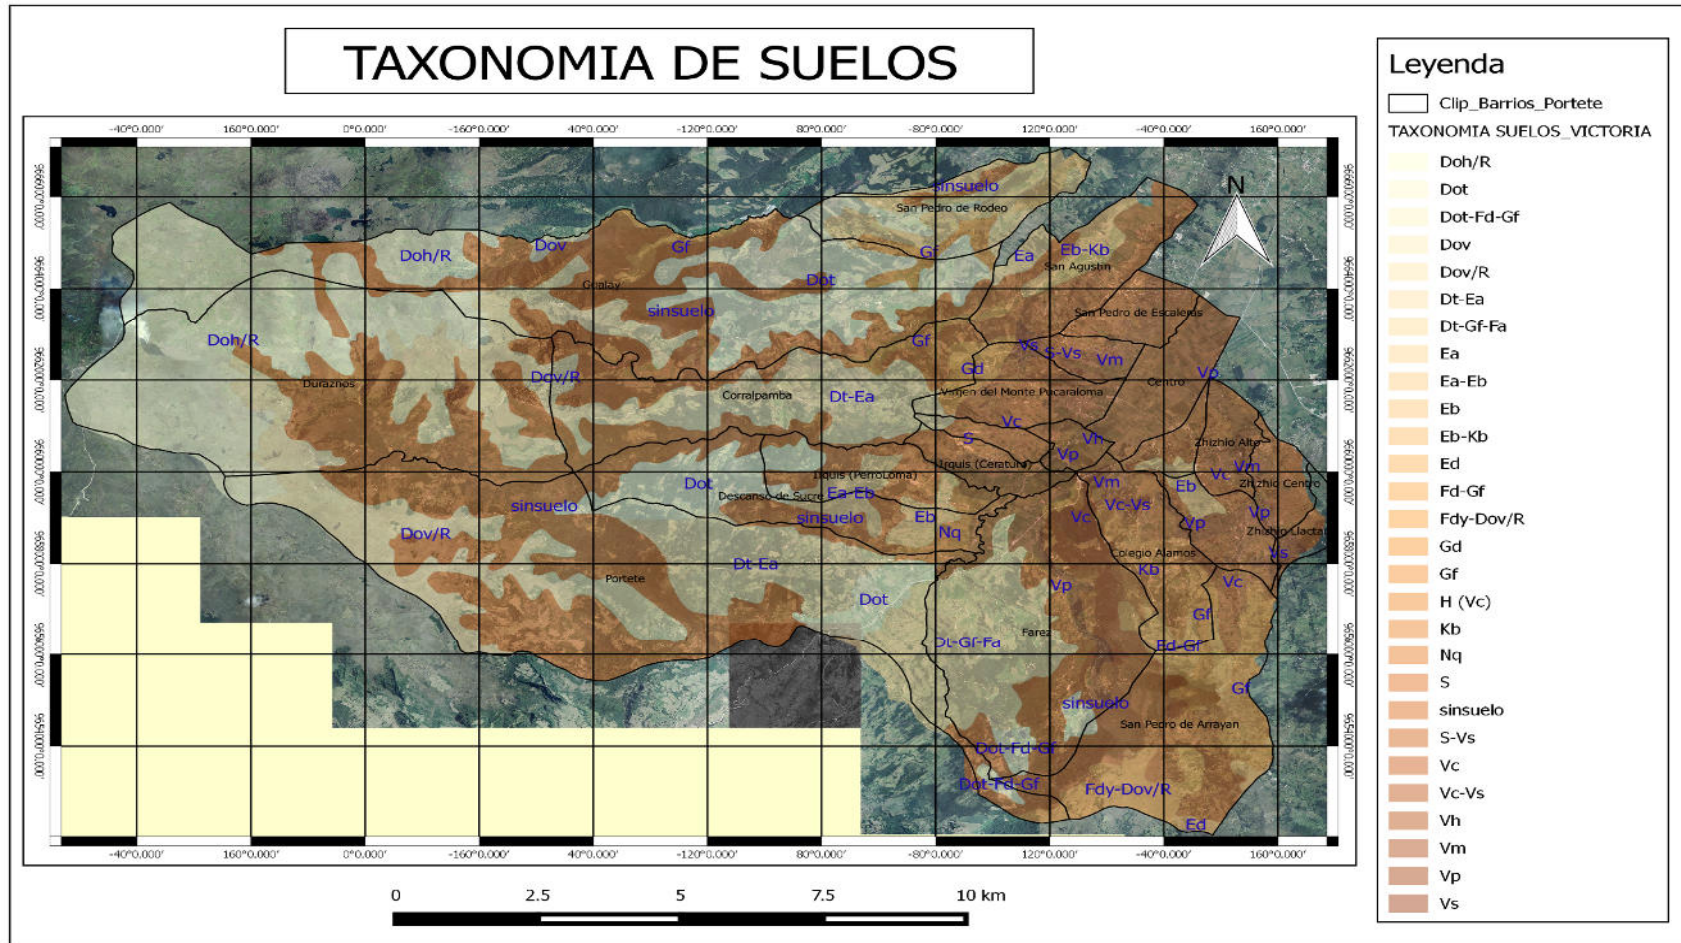 TAXONOMIA DE SUELOS
-40°0.000' 160°0.000' 0°0.000' -160°0.000' -40°0.000' -120°0.000' 80°0.000' -80°0.000' 120°0.000' -40°0.000' 160°0.000'
N
sinsuelo
San Pedro de Rodeo
Doh/R Dov Gf Gf Ea Eb-Kb
San Agustin
Gualay Dot
sinsuelo San Pedro de Escaleras
Doh/R Gf Vs S-Vs Vm
Duraznos Dov/R Gd Centro Vp
Corralpamba Dt-Ea Virjen del Monte Pucaraloma
Vc
S Vh Zhizhio Alto
Vp
Irquis (Ceratura) Vm
Irquis (PerroLoma) Vc
Dot Ea-Eb Vm Eb Zhizhio Centro
Descanso de Sucre
sinsuelo Vc-Vs
sinsuelo Eb Vc Vp Vp
Dov/R Nq Zhizhio Llactal
Colegio Alamos Vs
Dt-Ea Kb
Portete Vp Vc
Dot Gf
Farez
Dt-Gf-Fa Ed-Gf
Gf
sinsuelo
San Pedro de Arrayan
Dot-Fd-Gf
Dot-Fd-Gf Fdy-Dov/R
Ed
-40°0.000' 160°0.000' 0°0.000' -160°0.000' 40°0.000' -120°0.000' 80°0.000' -80°0.000' 120°0.000' -40°0.000' 160°0.000'
0 2.5 5 7.5 10 km
Leyenda
Clip_Barrios_Portete
TAXONOMIA SUELOS_VICTORIA
Doh/R
Dot
Dot-Fd-Gf
Dov
Dov/R
Dt-Ea
Dt-Gf-Fa
Ea
Ea-Eb
Eb
Eb-Kb
Ed
Fd-Gf
Fdy-Dov/R
Gd
Gf
H (Vc)
Kb
Nq
S
sinsuelo
S-Vs
Vc
Vc-Vs
Vh
Vm
Vp
Vs